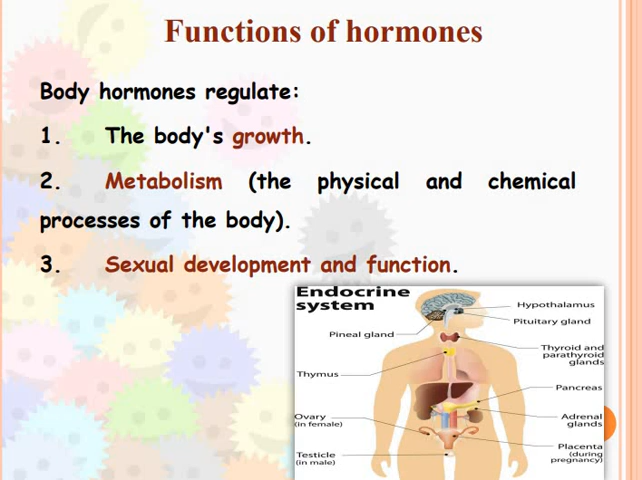 Functions of hormones
Body hormones regulate:
1. The body's growth.
2. Metabolism (the physical and chemical
processes of the body).
3. Sexual development and function.
Endocrine
system
Hypothalamus
Pituitary gland
Pineal gland
Thyroid and
parathyroid
glands
Thymus
Pancreas
Ovary
(in female)
Adrenal
glands
Placenta
(during
pregnancy)
Testicle
(in male)